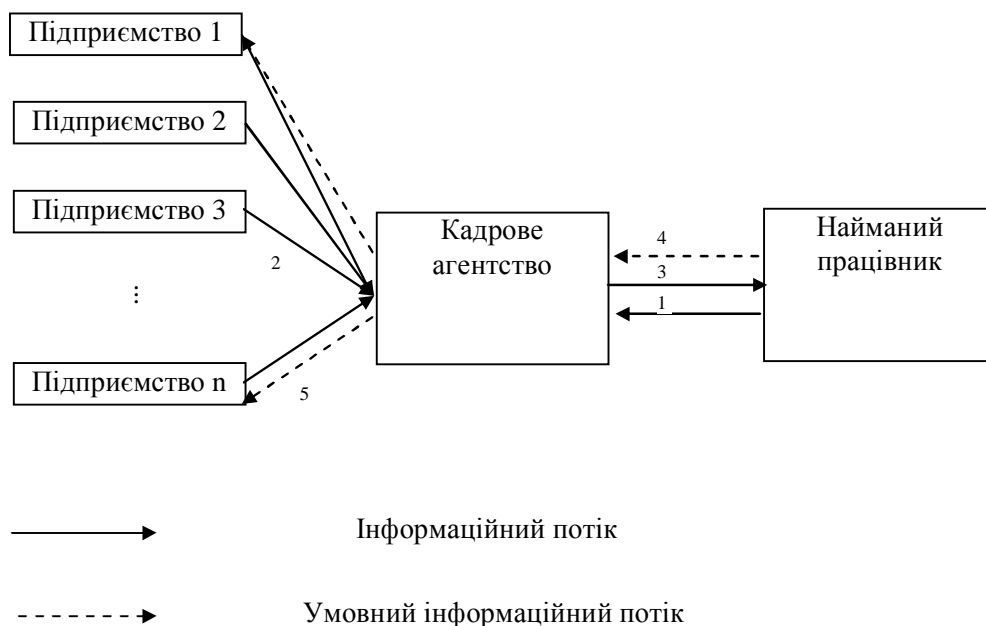 Підприємство 1
Підприємство 2
Підприємство 3
...
Підприємство n
2
5
Кадрове
агентство
4
3
1
Найманий
працівник
Інформаційний потік
Умовний інформаційний потік